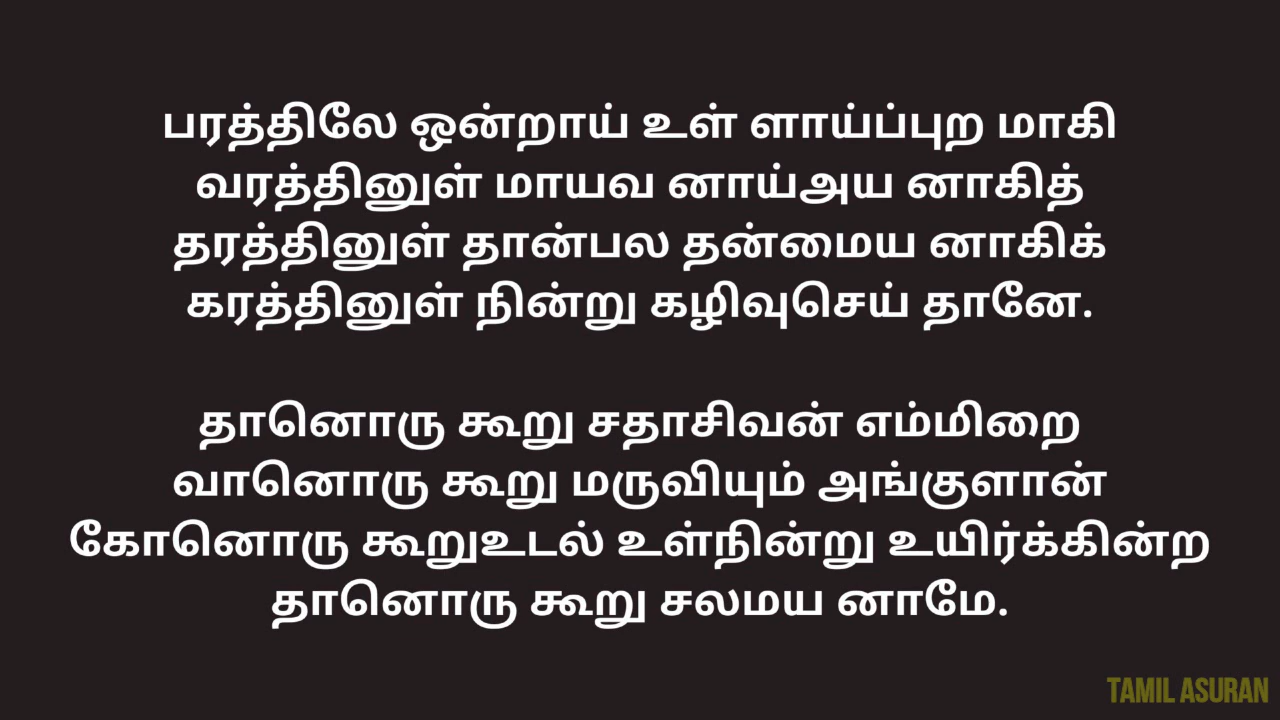 பரத்திலே ஒன்றாய் உள் ளாய்ப்புற மாகி
வரத்தினுள் மாயவ னாய்அய னாகித்
தரத்தினுள் தான்பல தன்மைய னாகிக்
கரத்தினுள் நின்று கழிவுசெய் தானே.
தானொரு கூறு சதாசிவன் எம்மிறை
வானொரு கூறு மருவியும் அங்குளான்
கோனொரு கூறுஉடல் உள்நின்று உயிர்க்கின்ற
தானொரு கூறு சலமய னாமே.
TAMIL ASURAN